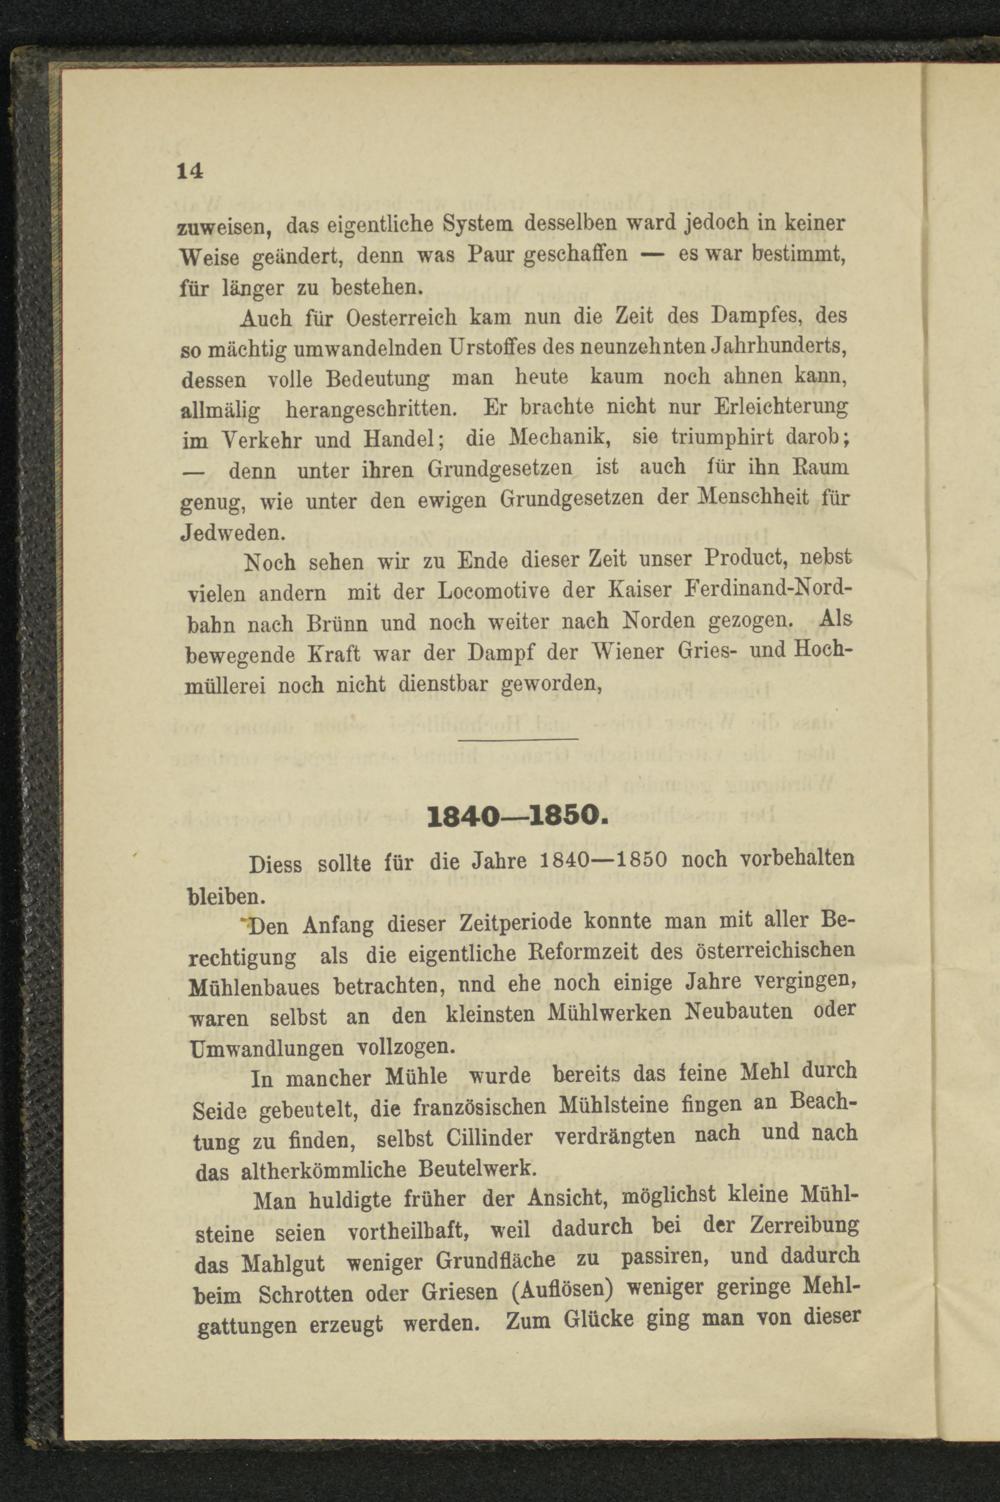 14
zuweisen, das eigentliche System desselben ward jedoch in keiner
Weise geändert, denn was Paur geschaffen — es war bestimmt,
für länger zu bestehen.
Auch für Oesterreich kam nun die Zeit des Dampfes, des
so mächtig umwandelnden Urstoffes des neunzehnten Jahrhunderts,
dessen volle Bedeutung man heute kaum noch ahnen kann,
allmälig herangeschritten. Er brachte nicht nur Erleichterung
im Verkehr und Handel; die Mechanik, sie triumphirt darob;
— denn unter ihren Grundgesetzen ist auch für ihn Raum
genug, wie unter den ewigen Grundgesetzen der Menschheit für
Jedweden.
Noch sehen wir zu Ende dieser Zeit unser Product, nebst
vielen andern mit der Locomotive der Kaiser Ferdinand-Nord-
bahn nach Brünn und noch weiter nach Norden gezogen. Als
bewegende Kraft war der Dampf der Wiener Gries- und Hoch-
müllerei noch nicht dienstbar geworden,
1840—1850.
Diess sollte für die Jahre 1840—1850 noch vorbehalten
bleiben.
Den Anfang dieser Zeitperiode konnte man mit aller Be-
rechtigung als die eigentliche Reformzeit des österreichischen
Mühlenbaues betrachten, nnd ehe noch einige Jahre vergingen,
waren selbst an den kleinsten Mühlwerken Neubauten oder
Umwandlungen vollzogen.
In mancher Mühle wurde bereits das feine Mehl durch
Seide gebeutelt, die französischen Mühlsteine fingen an Beach-
tung zu finden, selbst Cillinder verdrängten nach und nach
das altherkömmliche Beutelwerk.
Man huldigte früher der Ansicht, möglichst kleine Mühl-
steine seien vortheilhaft, weil dadurch bei der Zerreibung
das Mahlgut weniger Grundfläche zu passiren, und dadurch
beim Schrotten oder Griesen (Auflösen) weniger geringe Mehl-
gattungen erzeugt werden. Zum Glücke ging man von dieser